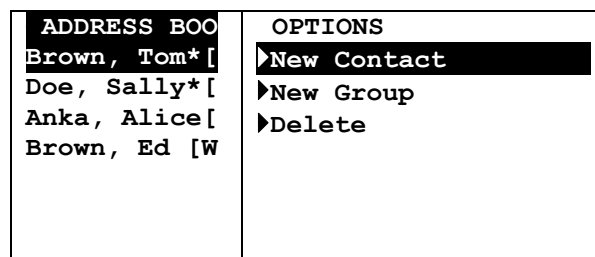 ADDRESS BOO
Brown, Tom*[
Doe, Sally*[
Anka, Alice[
Brown, Ed [W
OPTIONS
New Contact
New Group
Delete